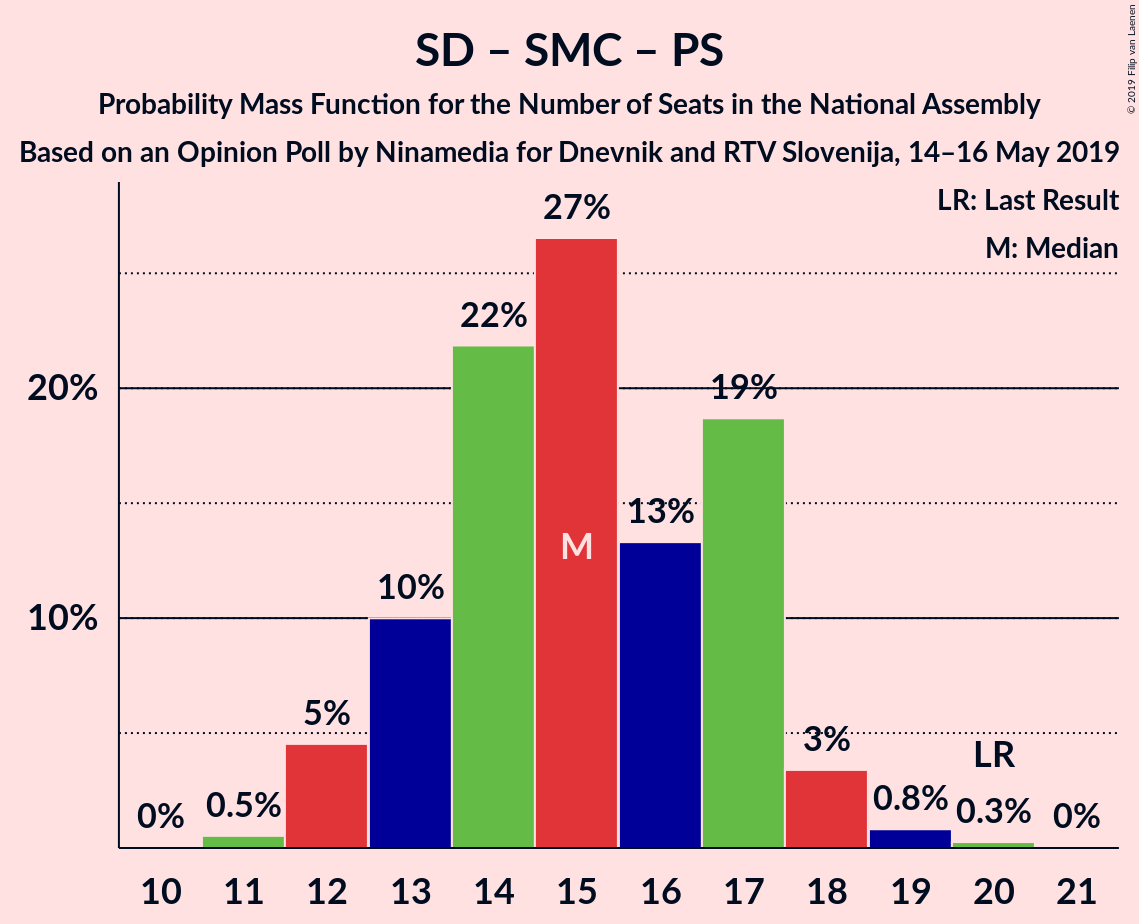 © 2019 Filip van Laenen
SD – SMC – PS
Probability Mass Function for the Number of Seats in the National Assembly
Based on an Opinion Poll by Ninamedia for Dnevnik and RTV Slovenija, 14–16 May 2019
LR: Last Result
M: Median
27%
22%
20%
19%
13%
M
10%
10%
5%
3%
LR
0%
0.5%
0.8%
0.3%
0%
10 11 12 13 14 15 16 17 18 19 20 21